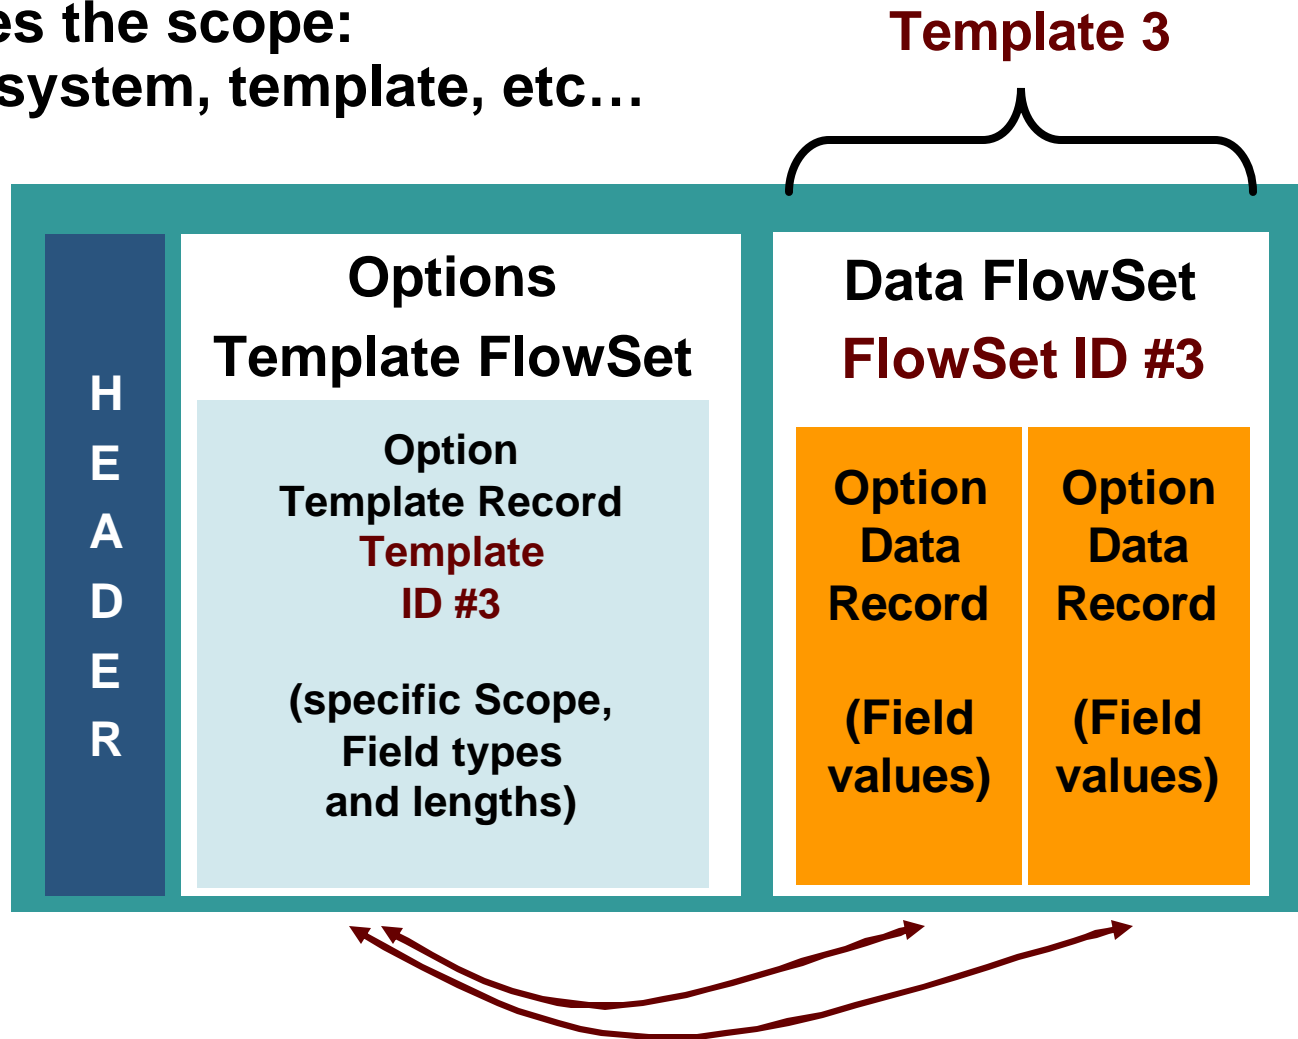 es the scope:
system, template, etc…
Template 3
H
E
A
D
E
R
Options
Template FlowSet
Option
Template Record
Template
ID #3
(specific Scope,
Field types
and lengths)
Data FlowSet
FlowSet ID #3
Option
Data
Record
(Field
values)
Option
Data
Record
(Field
values)